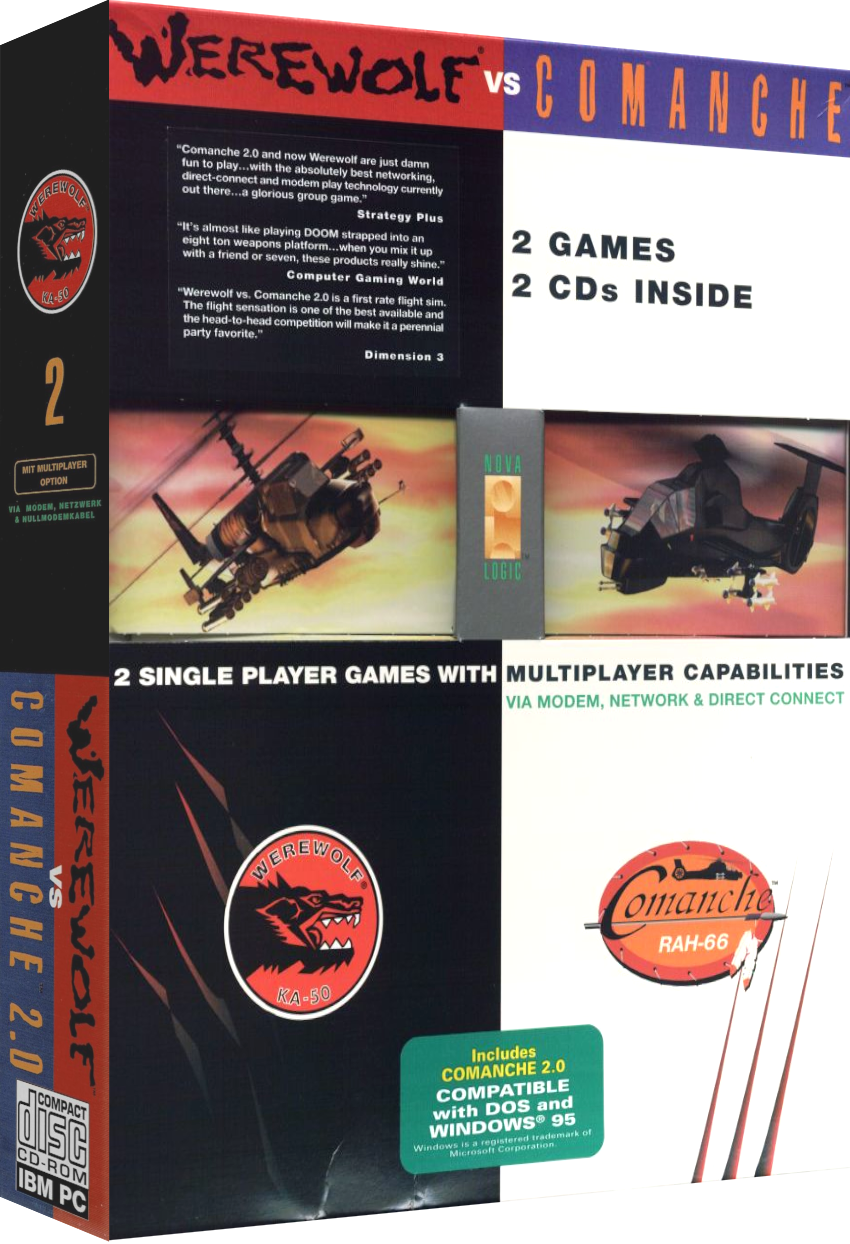 WEREWOLF® vs COMANCHE™
"Comanche 2.0 and now Werewolf are just damn
fun to play...with the absolutely best networking,
direct-connect and modem play technology currently
out there...a glorious group game."
Strategy Plus
"It's almost like playing DOOM strapped into an
eight ton weapons platform...when you mix it up
with a friend or seven, these products really shine."
Computer Gaming World
"Werewolf vs. Comanche 2.0 is a first rate flight sim.
The flight sensation is one of the best available and
the head-to-head competition will make it a perennial
party favorite."
Dimension 3
2 GAMES
2 CDs INSIDE
NOVA
LOGIC™
2 SINGLE PLAYER GAMES WITH MULTIPLAYER CAPABILITIES
VIA MODEM, NETWORK & DIRECT CONNECT
WEREWOLF®
KA-50
Comanche™
RAH-66
Includes
COMANCHE 2.0
COMPATIBLE
with DOS and
WINDOWS® 95
Windows is a registered trademark of
Microsoft Corporation.
WEREWOLF
KA-50
2
MIT MULTIPLAYER
OPTION
VIA MODEM, NETZWERK
& NULLMODEMKABEL
WEREWOLF™
vs
COMANCHE™ 2.0
COMPACT
disc
CD-ROM
IBM PC